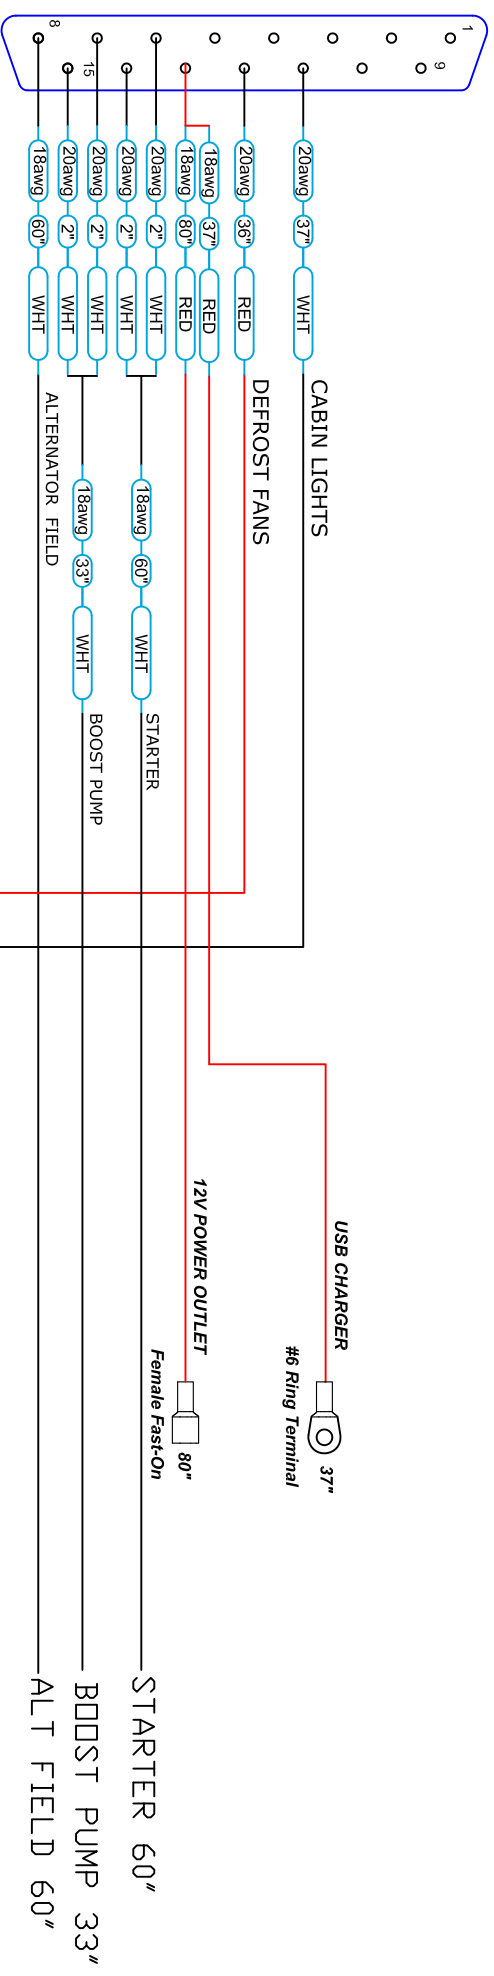 1
8
9
15
20awg 37" WHT
CABIN LIGHTS
20awg 36" RED
DEFROST FANS
18awg 37" RED
18awg 80" RED
20awg 2" WHT
20awg 2" WHT
20awg 2" WHT
20awg 2" WHT
18awg 60" WHT
ALTERNATOR FIELD
18awg 60" WHT
STARTER
18awg 33" WHT
BOOST PUMP
USB CHARGER
37"
#6 Ring Terminal
12V POWER OUTLET
80"
Female Fast-On
STARTER 60"
BOOST PUMP 33"
ALT FIELD 60"